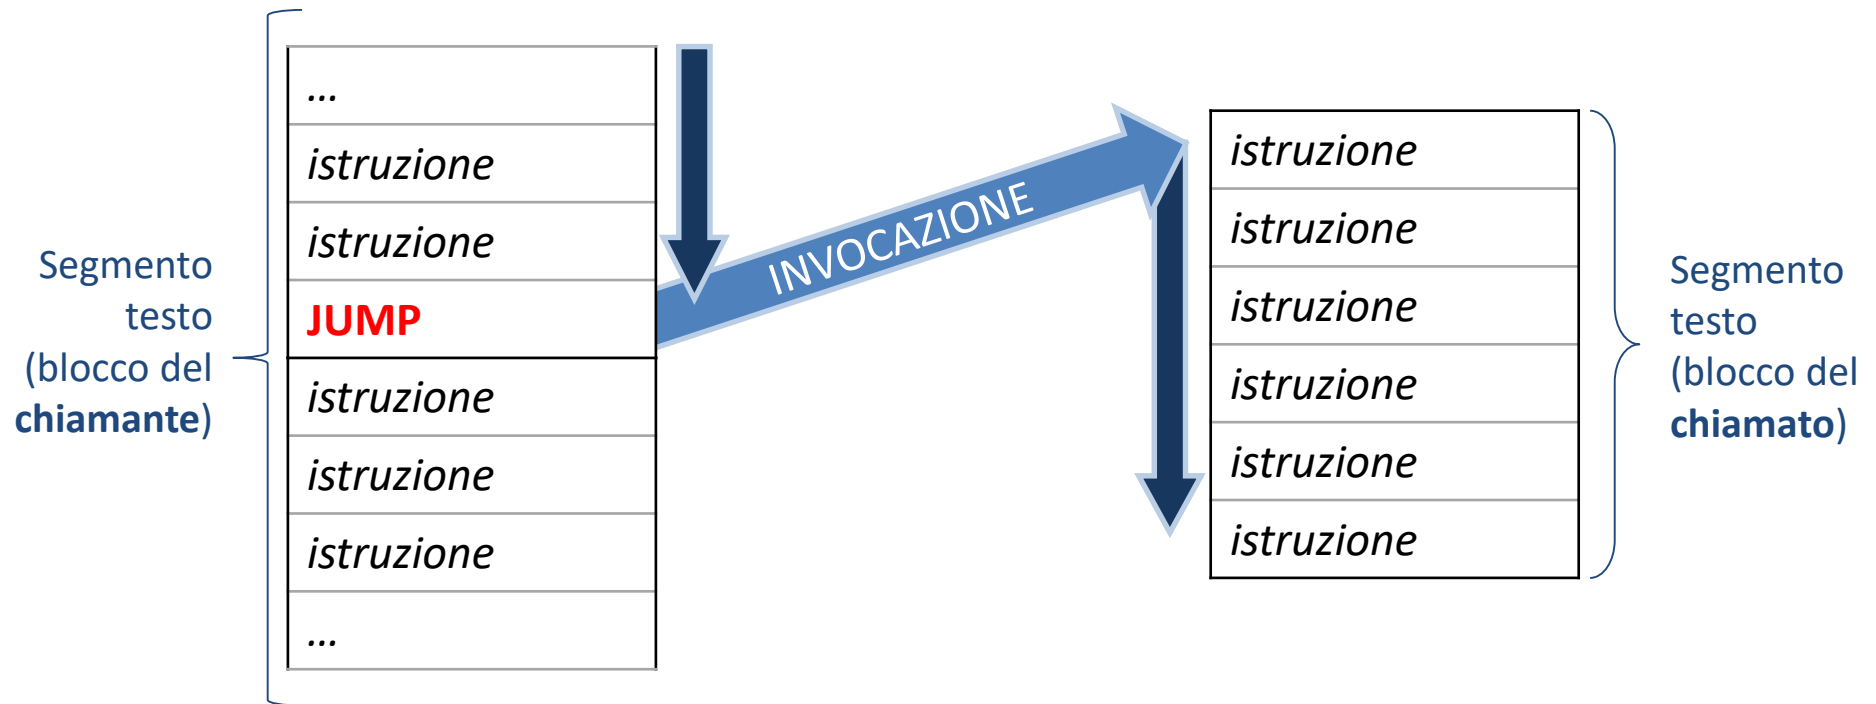 Segmento
testo
(blocco del
chiamante)
…
istruzione
istruzione
JUMP
istruzione
istruzione
istruzione
…
INVOCAZIONE
istruzione
istruzione
istruzione
istruzione
istruzione
istruzione
Segmento
testo
(blocco del
chiamato)